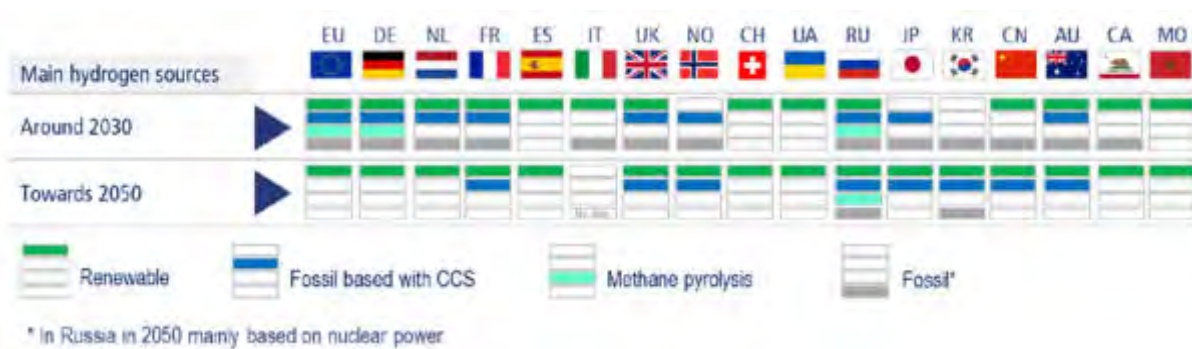 EU DE NL FR ES IT UK NO CH UA RU JP KR CN AU CA MO
Main hydrogen sources
Around 2030
Towards 2050
Renewable
Fossil based with CCS
Methane pyrolysis
Fossil*
* In Russia in 2050 mainly based on nuclear power